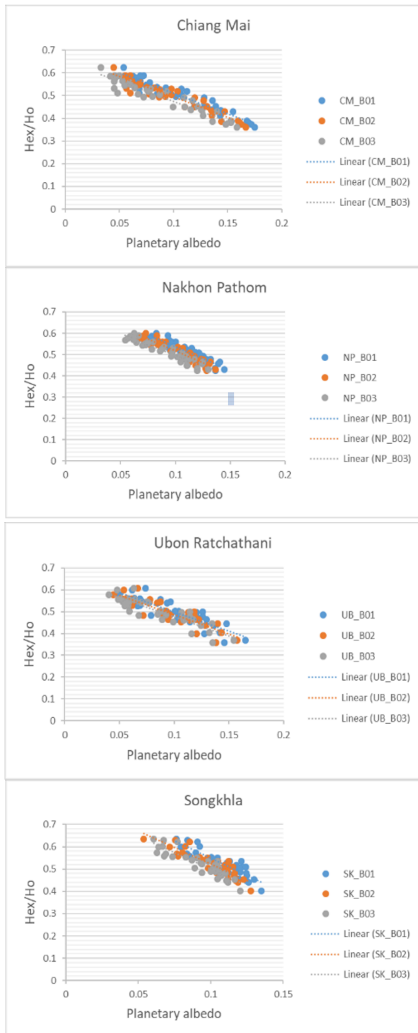 Chiang Mai
0.7
0.6
0.5
0.4
0.3
0.2
0.1
0
Hex/Ho
0 0.05 0.1 0.15 0.2
Planetary albedo
CM_B01
CM_B02
CM_B03
Linear (CM_B01)
Linear (CM_B02)
Linear (CM_B03)
Nakhon Pathom
0.7
0.6
0.5
0.4
0.3
0.2
0.1
0
Hex/Ho
0 0.05 0.1 0.15 0.2
Planetary albedo
NP_B01
NP_B02
NP_B03
Linear (NP_B01)
Linear (NP_B02)
Linear (NP_B03)
Ubon Ratchathani
0.7
0.6
0.5
0.4
0.3
0.2
0.1
0
Hex/Ho
0 0.05 0.1 0.15 0.2
Planetary albedo
UB_B01
UB_B02
UB_B03
Linear (UB_B01)
Linear (UB_B02)
Linear (UB_B03)
Songkhla
0.7
0.6
0.5
0.4
0.3
0.2
0.1
0
Hex/Ho
0 0.05 0.1 0.15
Planetary albedo
SK_B01
SK_B02
SK_B03
Linear (SK_B01)
Linear (SK_B02)
Linear (SK_B03)